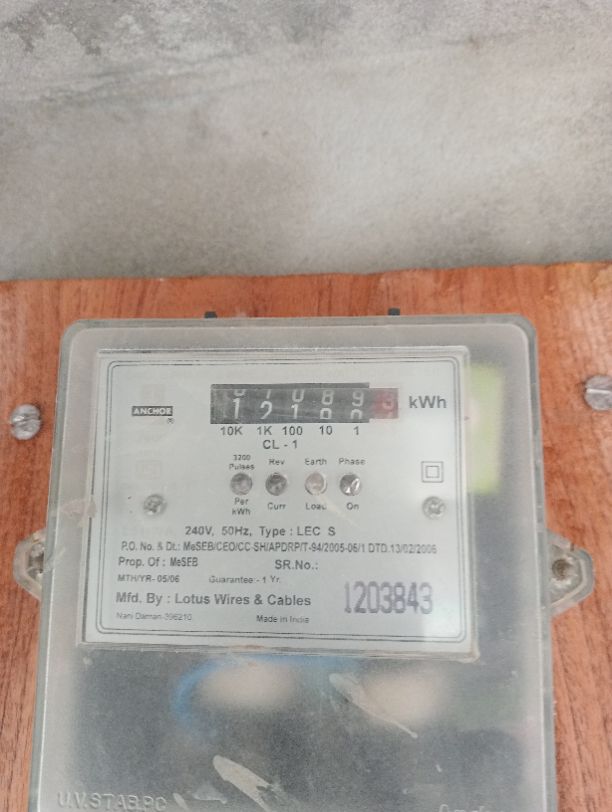 ANCHOR
®
kWh
10K 1K 100 10 1
CL - 1
3200 Pulses Rev Earth Phase
Per kWh Curr Load On
240V, 50Hz, Type : LEC S
P.O. No. & Dt.: MeSEB/CEO/CC-SH/APDRP/T-94/2005-06/1 DTD.13/02/2006
Prop. Of : MeSEB SR.No.:
MTH/YR- 05/06 Guarantee - 1 Yr.
Mfd. By : Lotus Wires & Cables 1203843
Nani Daman-396210 Made in India
U.V.STAB.PC